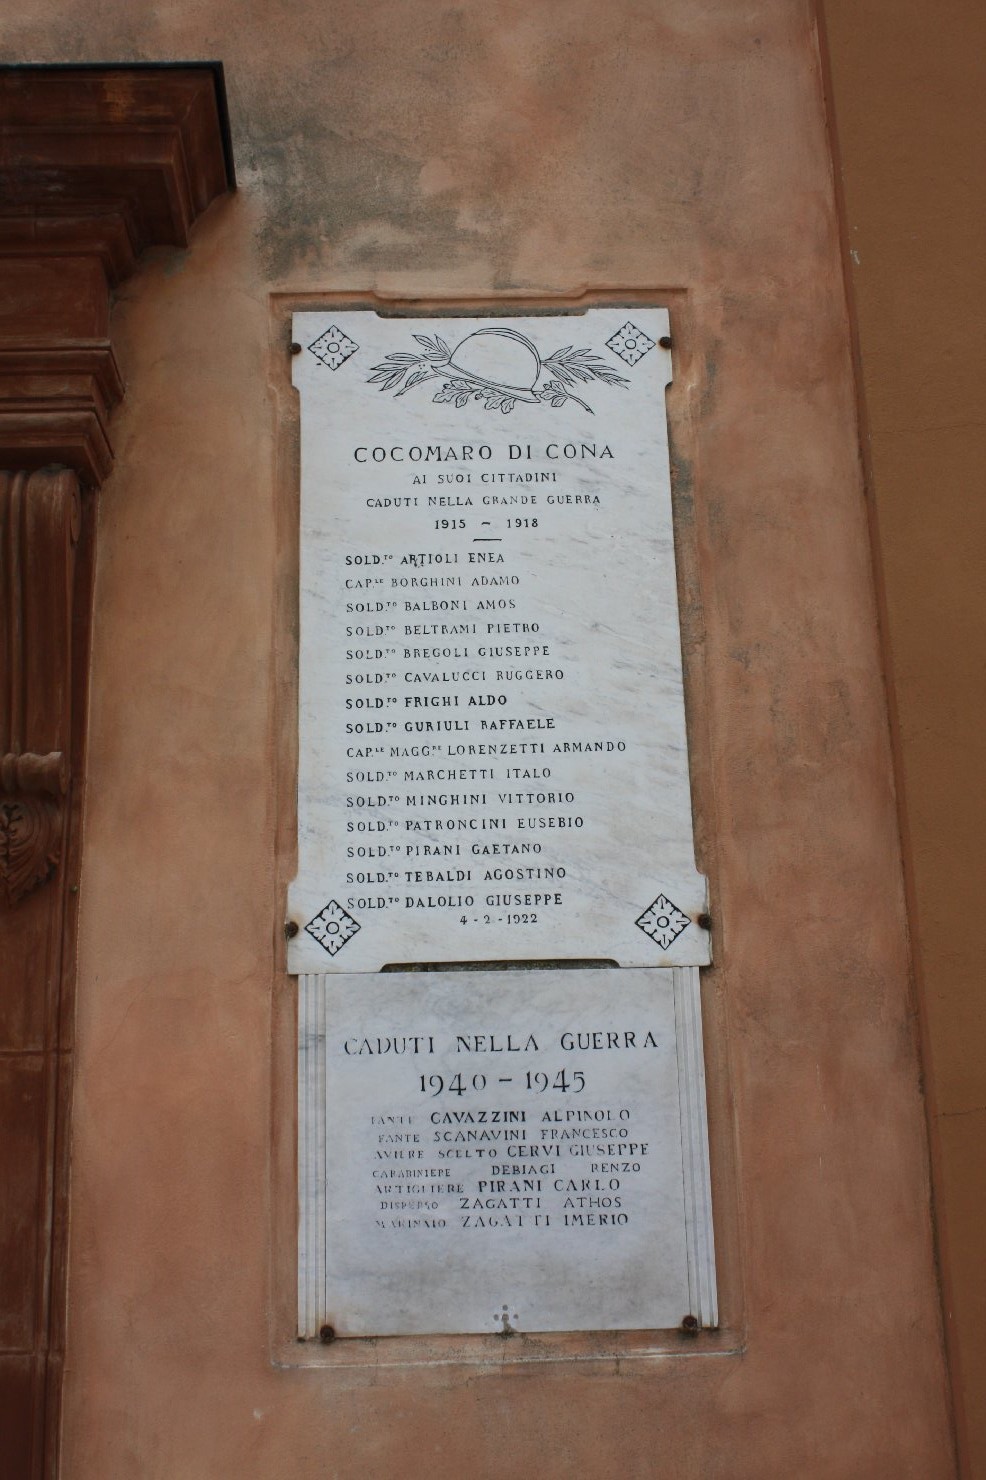 COCOMARO DI CONA
AI SUOI CITTADINI
CADUTI NELLA GRANDE GUERRA
1915 - 1918
SOLD.TO ARTIOLI ENEA
CAP.LE BORGHINI ADAMO
SOLD.TO BALBONI AMOS
SOLD.TO BELTRAMI PIETRO
SOLD.TO BREGOLI GIUSEPPE
SOLD.TO CAVALUCCI RUGGERO
SOLD.TO FRIGHI ALDO
SOLD.TO GURIULI RAFFAELE
CAP.LE MAGG.RE LORENZETTI ARMANDO
SOLD.TO MARCHETTI ITALO
SOLD.TO MINGHINI VITTORIO
SOLD.TO PATRONCINI EUSEBIO
SOLD.TO PIRANI GAETANO
SOLD.TO TEBALDI AGOSTINO
SOLD.TO DALOLIO GIUSEPPE
4-2-1922
CADUTI NELLA GUERRA
1940 - 1945
FANTE CAVAZZINI ALPINOLO
FANTE SCANAVINI FRANCESCO
AVIERE SCELTO CERVI GIUSEPPE
CARABINIERE DEBIAGI RENZO
ARTIGLIERE PIRANI CARLO
DISPERSO ZAGATTI ATHOS
MARINAIO ZAGATTI IMERIO